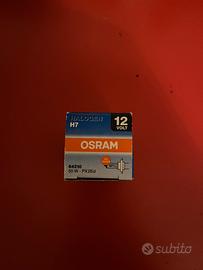 HALOGEN
H7
12
VOLT
OSRAM
64210
55 W - PX26d
subito